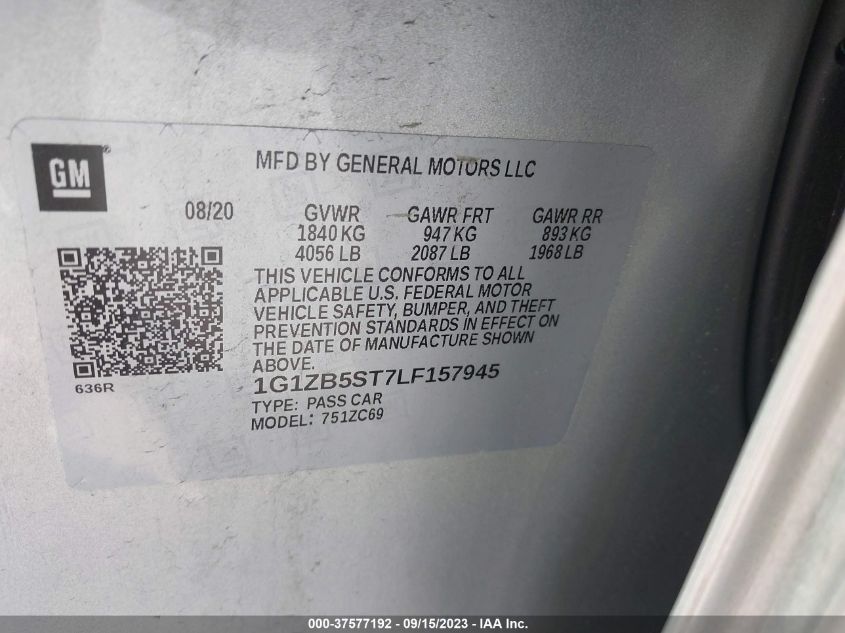 GM®
MFD BY GENERAL MOTORS LLC
08/20 GVWR GAWR FRT GAWR RR
1840 KG 947 KG 893 KG
4056 LB 2087 LB 1968 LB
THIS VEHICLE CONFORMS TO ALL
APPLICABLE U.S. FEDERAL MOTOR
VEHICLE SAFETY, BUMPER, AND THEFT
PREVENTION STANDARDS IN EFFECT ON
THE DATE OF MANUFACTURE SHOWN
ABOVE.
636R
1G1ZB5ST7LF157945
TYPE: PASS CAR
MODEL: 751ZC69
000-37577192 - 09/15/2023 - IAA Inc.